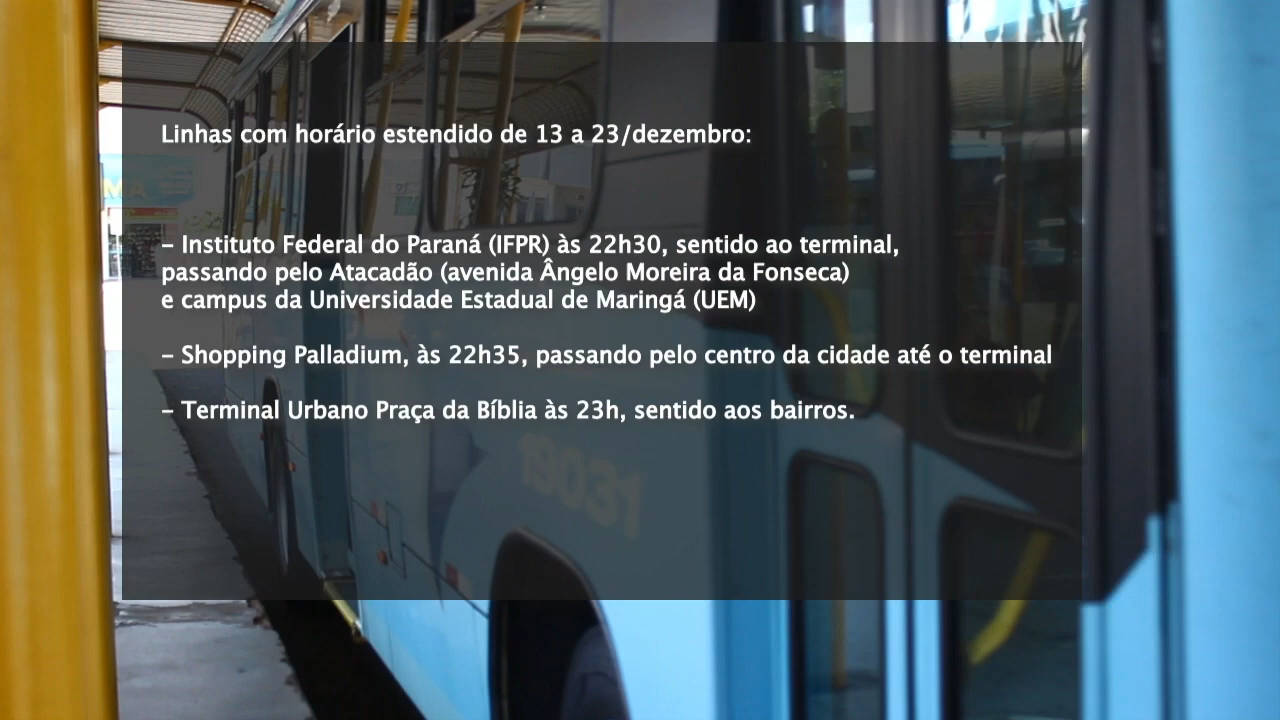 Linhas com horário estendido de 13 a 23/dezembro:
- Instituto Federal do Paraná (IFPR) às 22h30, sentido ao terminal,
passando pelo Atacadão (avenida Ângelo Moreira da Fonseca)
e campus da Universidade Estadual de Maringá (UEM)
- Shopping Palladium, às 22h35, passando pelo centro da cidade até o terminal
- Terminal Urbano Praça da Bíblia às 23h, sentido aos bairros.
19031